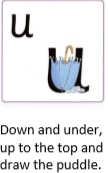 u
u
Down and under,
up to the top and
draw the puddle.